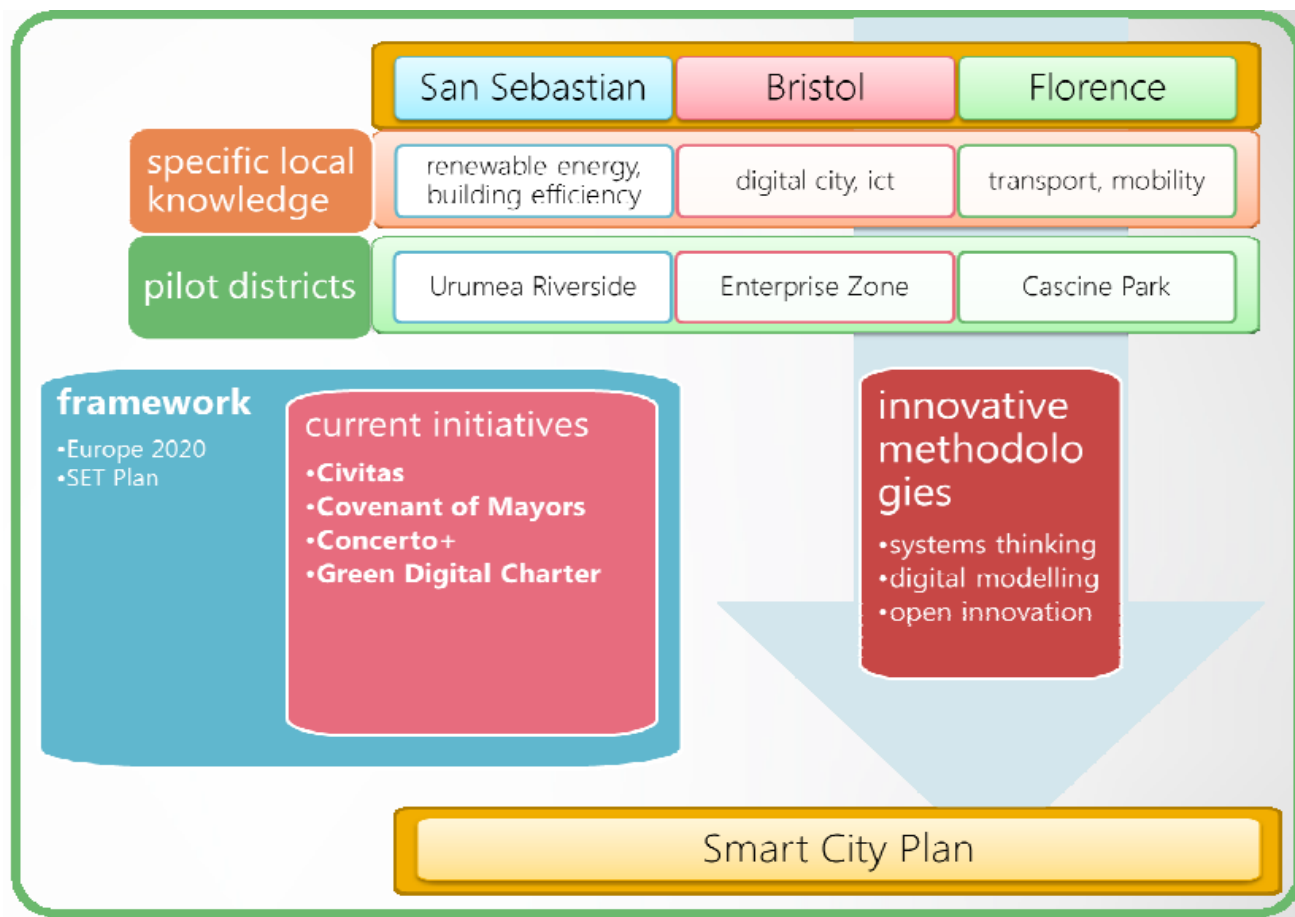 San Sebastian
Bristol
Florence
specific local
knowledge
renewable energy,
building efficiency
digital city, ict
transport, mobility
pilot districts
Urumea Riverside
Enterprise Zone
Cascine Park
framework
•Europe 2020
•SET Plan
current initiatives
•Civitas
•Covenant of Mayors
•Concerto+
•Green Digital Charter
innovative
methodolo
gies
•systems thinking
•digital modelling
•open innovation
Smart City Plan